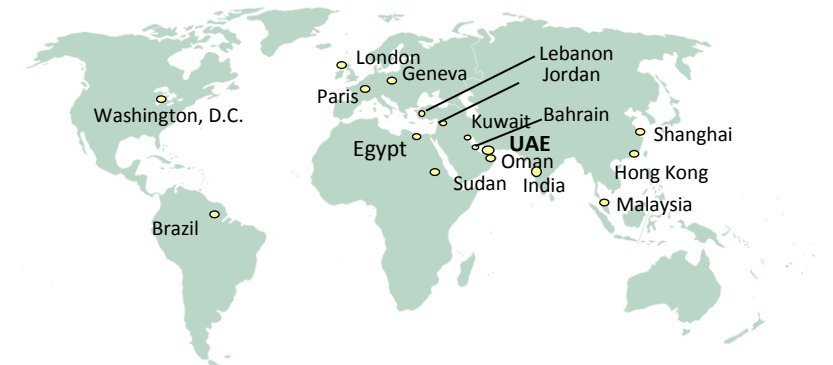 London
Lebanon
Geneva
Jordan
Paris
Washington, D.C.
Kuwait
Bahrain
Shanghai
Egypt
UAE
Oman
Hong Kong
Sudan
India
Malaysia
Brazil